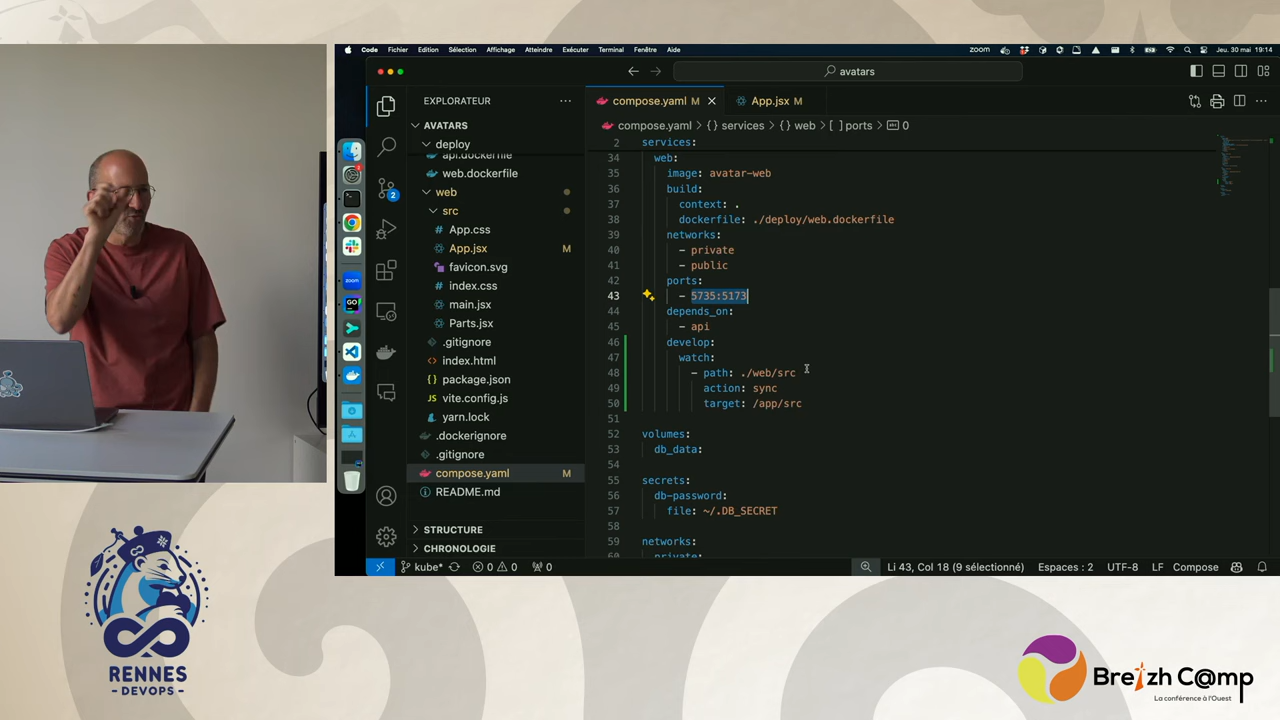 Code Fichier Edition Sélection Affichage Atteindre Exécuter Terminal Fenêtre Aide
zoom
Jeu. 30 mai 19:14
avatars
EXPLORATEUR
compose.yaml M
App.jsx M
AVATARS
compose.yaml > {} services > {} web > [ ] ports > 0
deploy
api.dockerfile
web.dockerfile
web
src
App.css
App.jsx M
favicon.svg
index.css
main.jsx
Parts.jsx
.gitignore
index.html
package.json
vite.config.js
yarn.lock
.dockerignore
.gitignore
compose.yaml M
README.md
STRUCTURE
CHRONOLOGIE
2 services:
34 web:
35 image: avatar-web
36 build:
37 context: .
38 dockerfile: ./deploy/web.dockerfile
39 networks:
40 - private
41 - public
42 ports:
43 - 5735:5173
44 depends_on:
45 - api
46 develop:
47 watch:
48 - path: ./web/src
49 action: sync
50 target: /app/src
51
52 volumes:
53 db_data:
54
55 secrets:
56 db-password:
57 file: ~/.DB_SECRET
58
59 networks:
60 private:
2
kube* 0 0 0
Li 43, Col 18 (9 sélectionné) Espaces : 2 UTF-8 LF Compose
RENNES
- DEVOPS -
Breizh C@mp
La conférence à l'Ouest